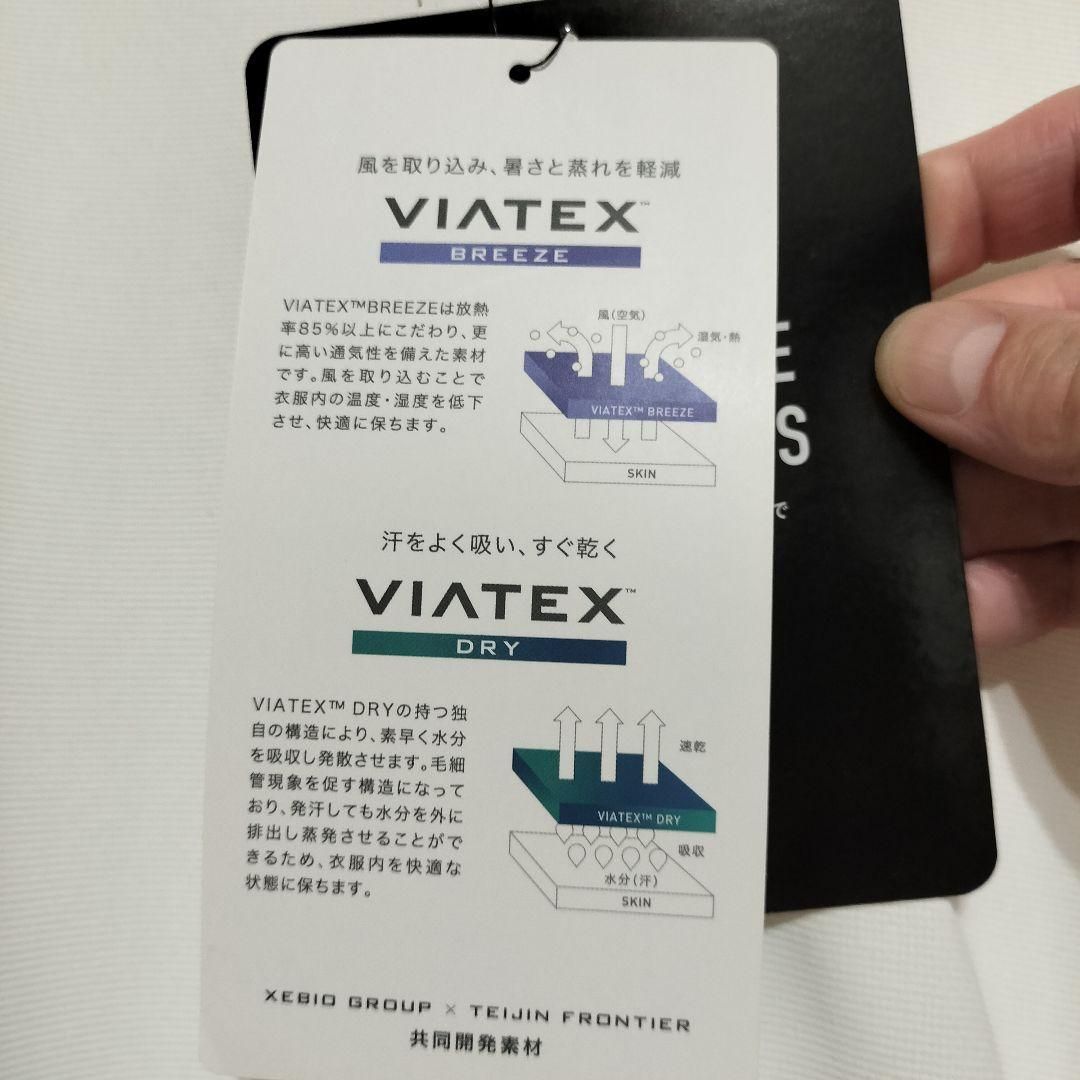 風を取り込み、暑さと蒸れを軽減
VIATEX™
BREEZE
VIATEX™BREEZEは放熱
率85%以上にこだわり、更
に高い通気性を備えた素材
です。風を取り込むことで
衣服内の温度・湿度を低下
させ、快適に保ちます。
風(空気)
湿気・熱
VIATEX™ BREEZE
SKIN
汗をよく吸い、すぐ乾く
VIATEX™
DRY
VIATEX™ DRYの持つ独
自の構造により、素早く水分
を吸収し発散させます。毛細
管現象を促す構造になって
おり、発汗しても水分を外に
排出し蒸発させることがで
きるため、衣服内を快適な
状態に保ちます。
速乾
VIATEX™ DRY
吸収
水分(汗)
SKIN
XEBIO GROUP × TEIJIN FRONTIER
共同開発素材
E
S
で